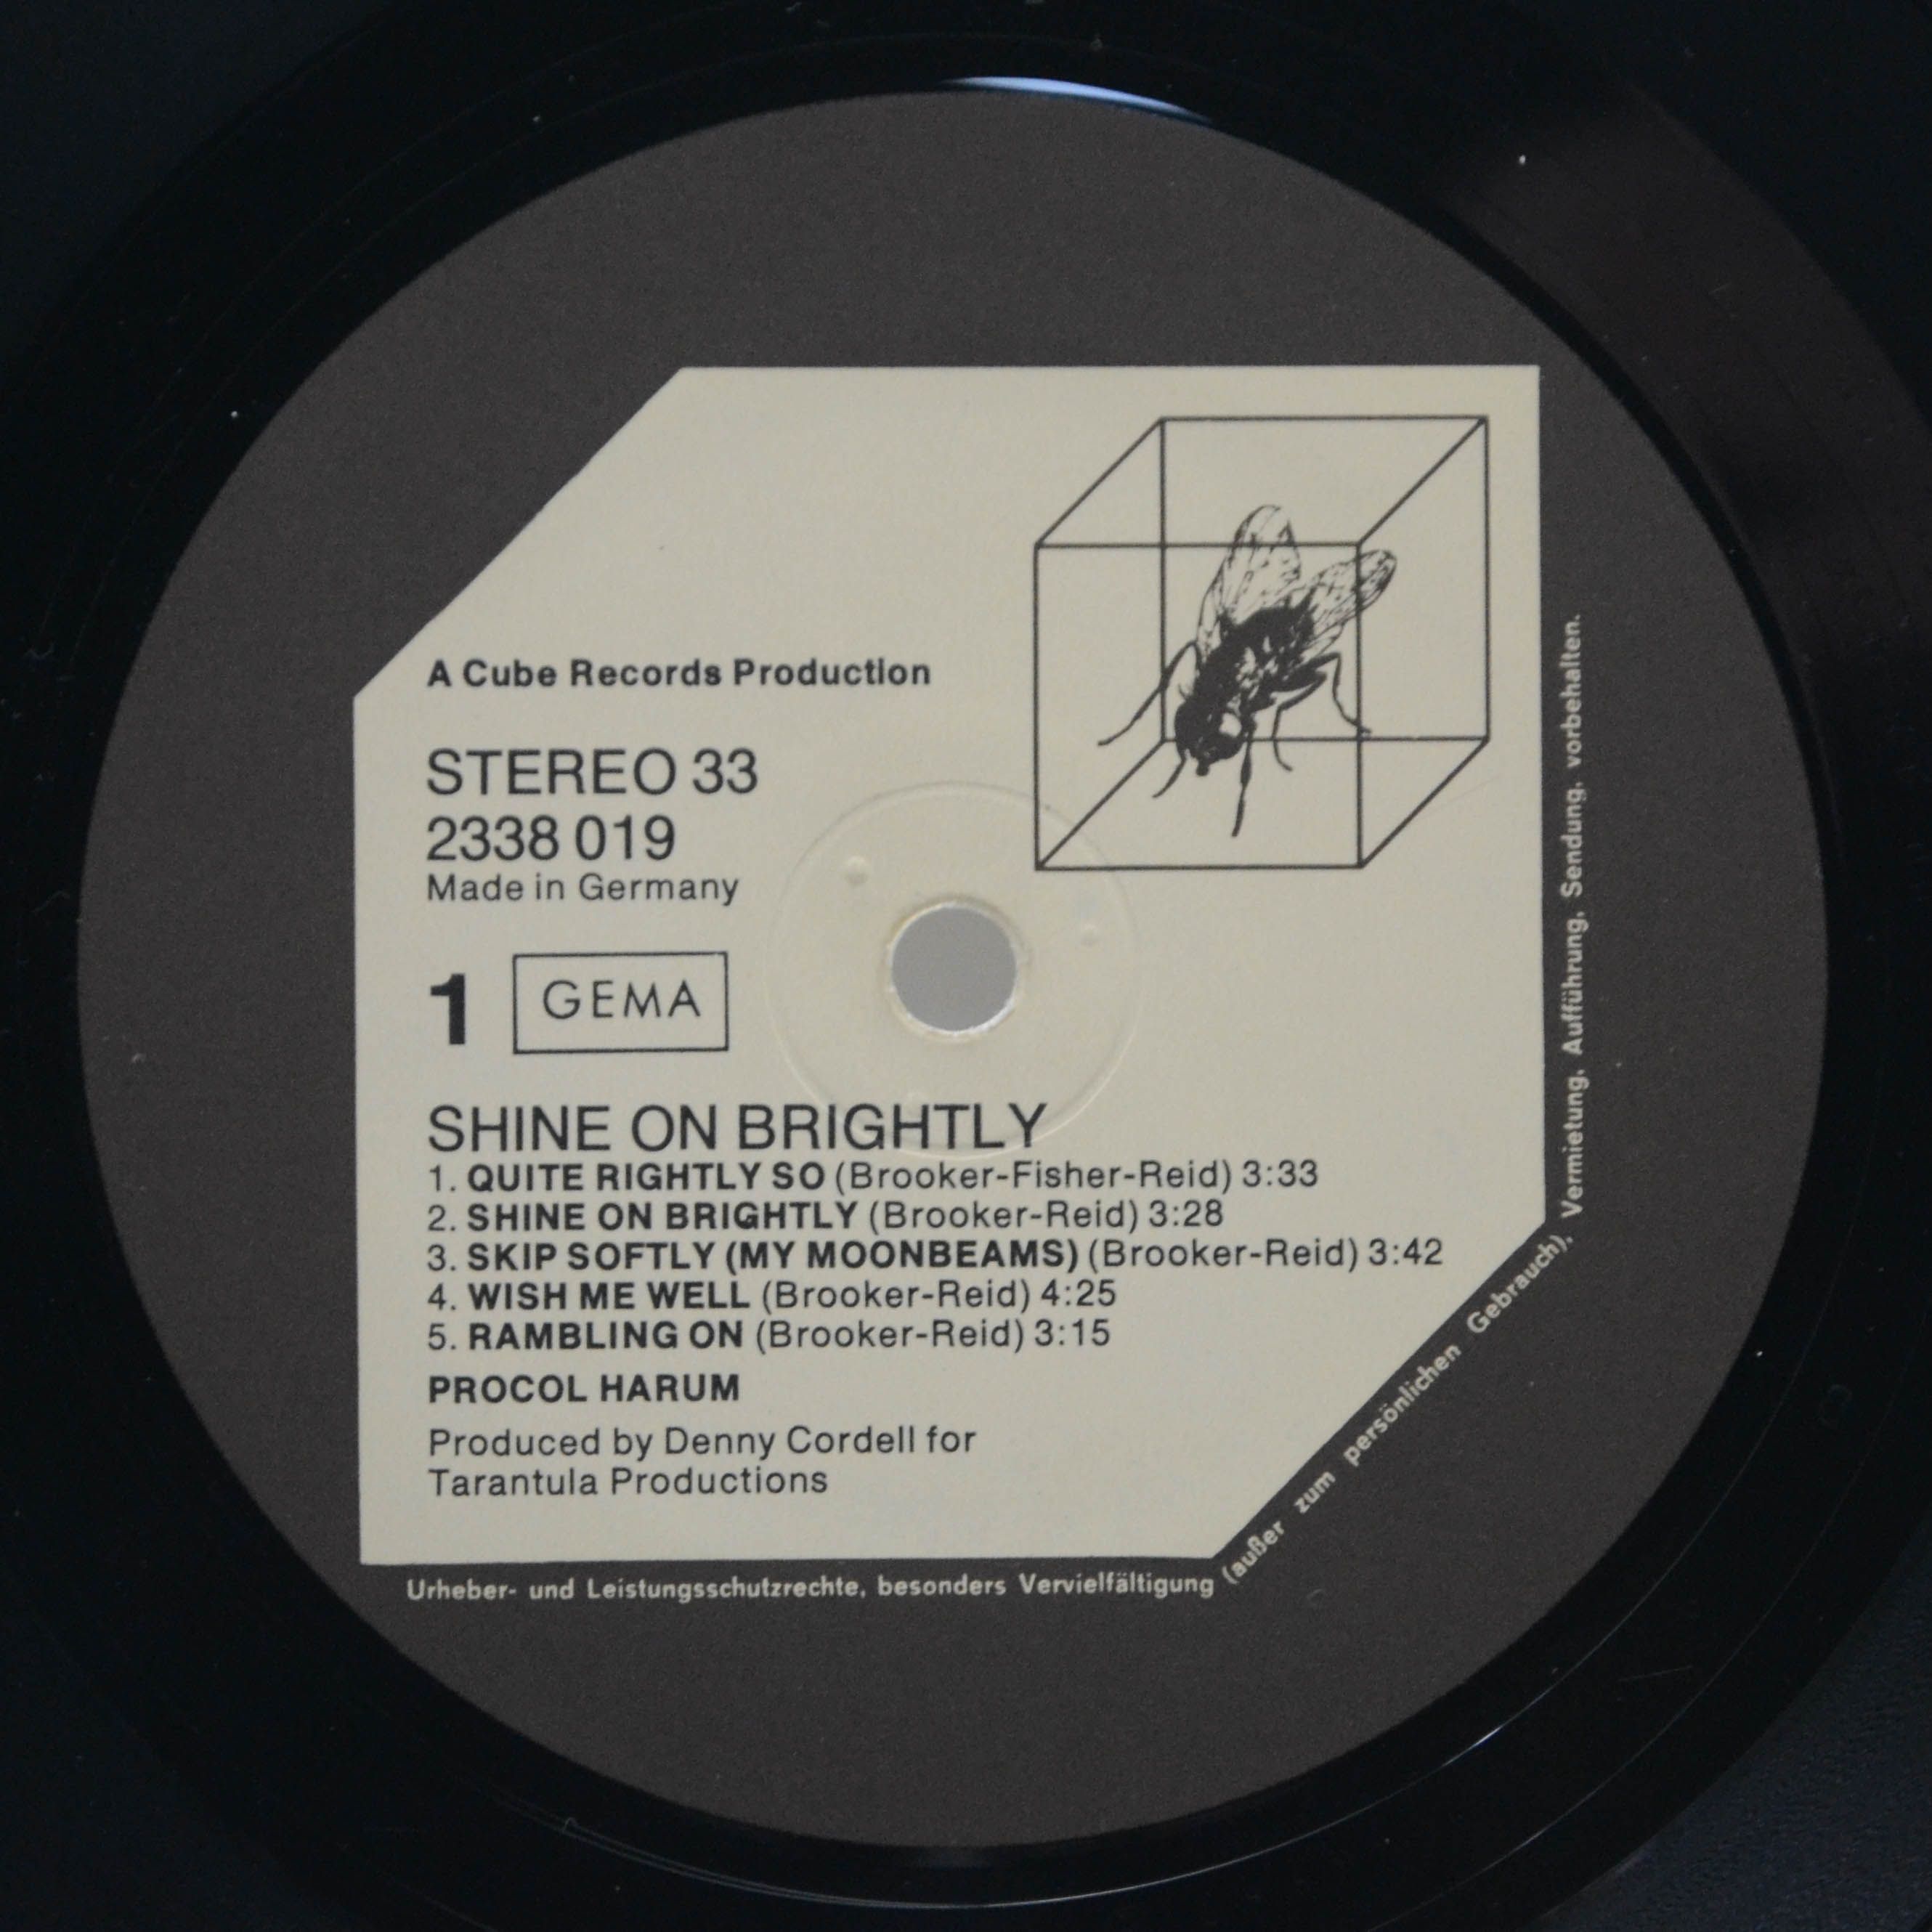 A Cube Records Production
STEREO 33
2338 019
Made in Germany
1 GEMA
SHINE ON BRIGHTLY
1. QUITE RIGHTLY SO (Brooker-Fisher-Reid) 3:33
2. SHINE ON BRIGHTLY (Brooker-Reid) 3:28
3. SKIP SOFTLY (MY MOONBEAMS) (Brooker-Reid) 3:42
4. WISH ME WELL (Brooker-Reid) 4:25
5. RAMBLING ON (Brooker-Reid) 3:15
PROCOL HARUM
Produced by Denny Cordell for
Tarantula Productions
Urheber- und Leistungsschutzrechte, besonders Vervielfältigung (außer zum persönlichen Gebrauch), Vermietung, Aufführung, Sendung, vorbehalten.